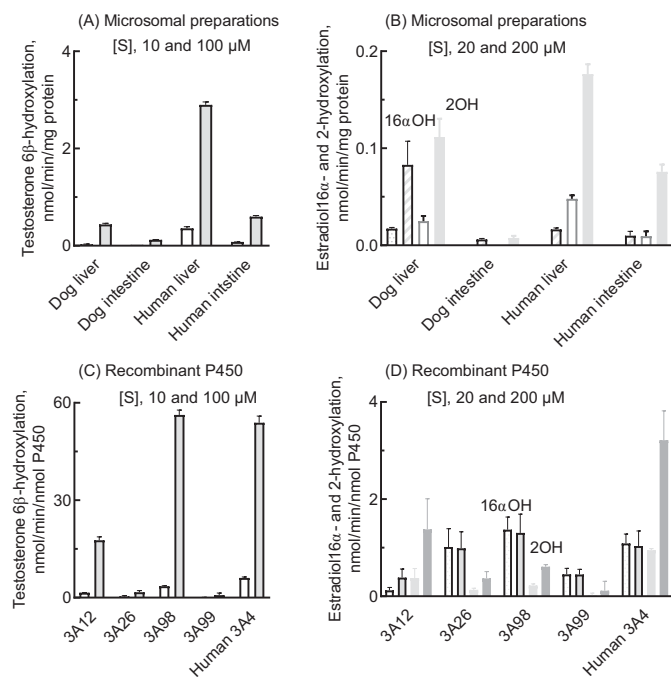 (A) Microsomal preparations
[S], 10 and 100 µM
Testosterone 6β-hydroxylation,
nmol/min/mg protein
4
2
0
Dog liver
Dog intestine
Human liver
Human intstine
(B) Microsomal preparations
[S], 20 and 200 µM
Estradiol16α- and 2-hydroxylation,
nmol/min/mg protein
0.2
0.1
0.0
16αOH
2OH
Dog liver
Dog intestine
Human liver
Human intestine
(C) Recombinant P450
[S], 10 and 100 µM
Testosterone 6β-hydroxylation,
nmol/min/nmol P450
60
30
0
3A12
3A26
3A98
3A99
Human 3A4
(D) Recombinant P450
[S], 20 and 200 µM
Estradiol16α- and 2-hydroxylation,
nmol/min/nmol P450
4
2
0
16αOH
2OH
3A12
3A26
3A98
3A99
Human 3A4